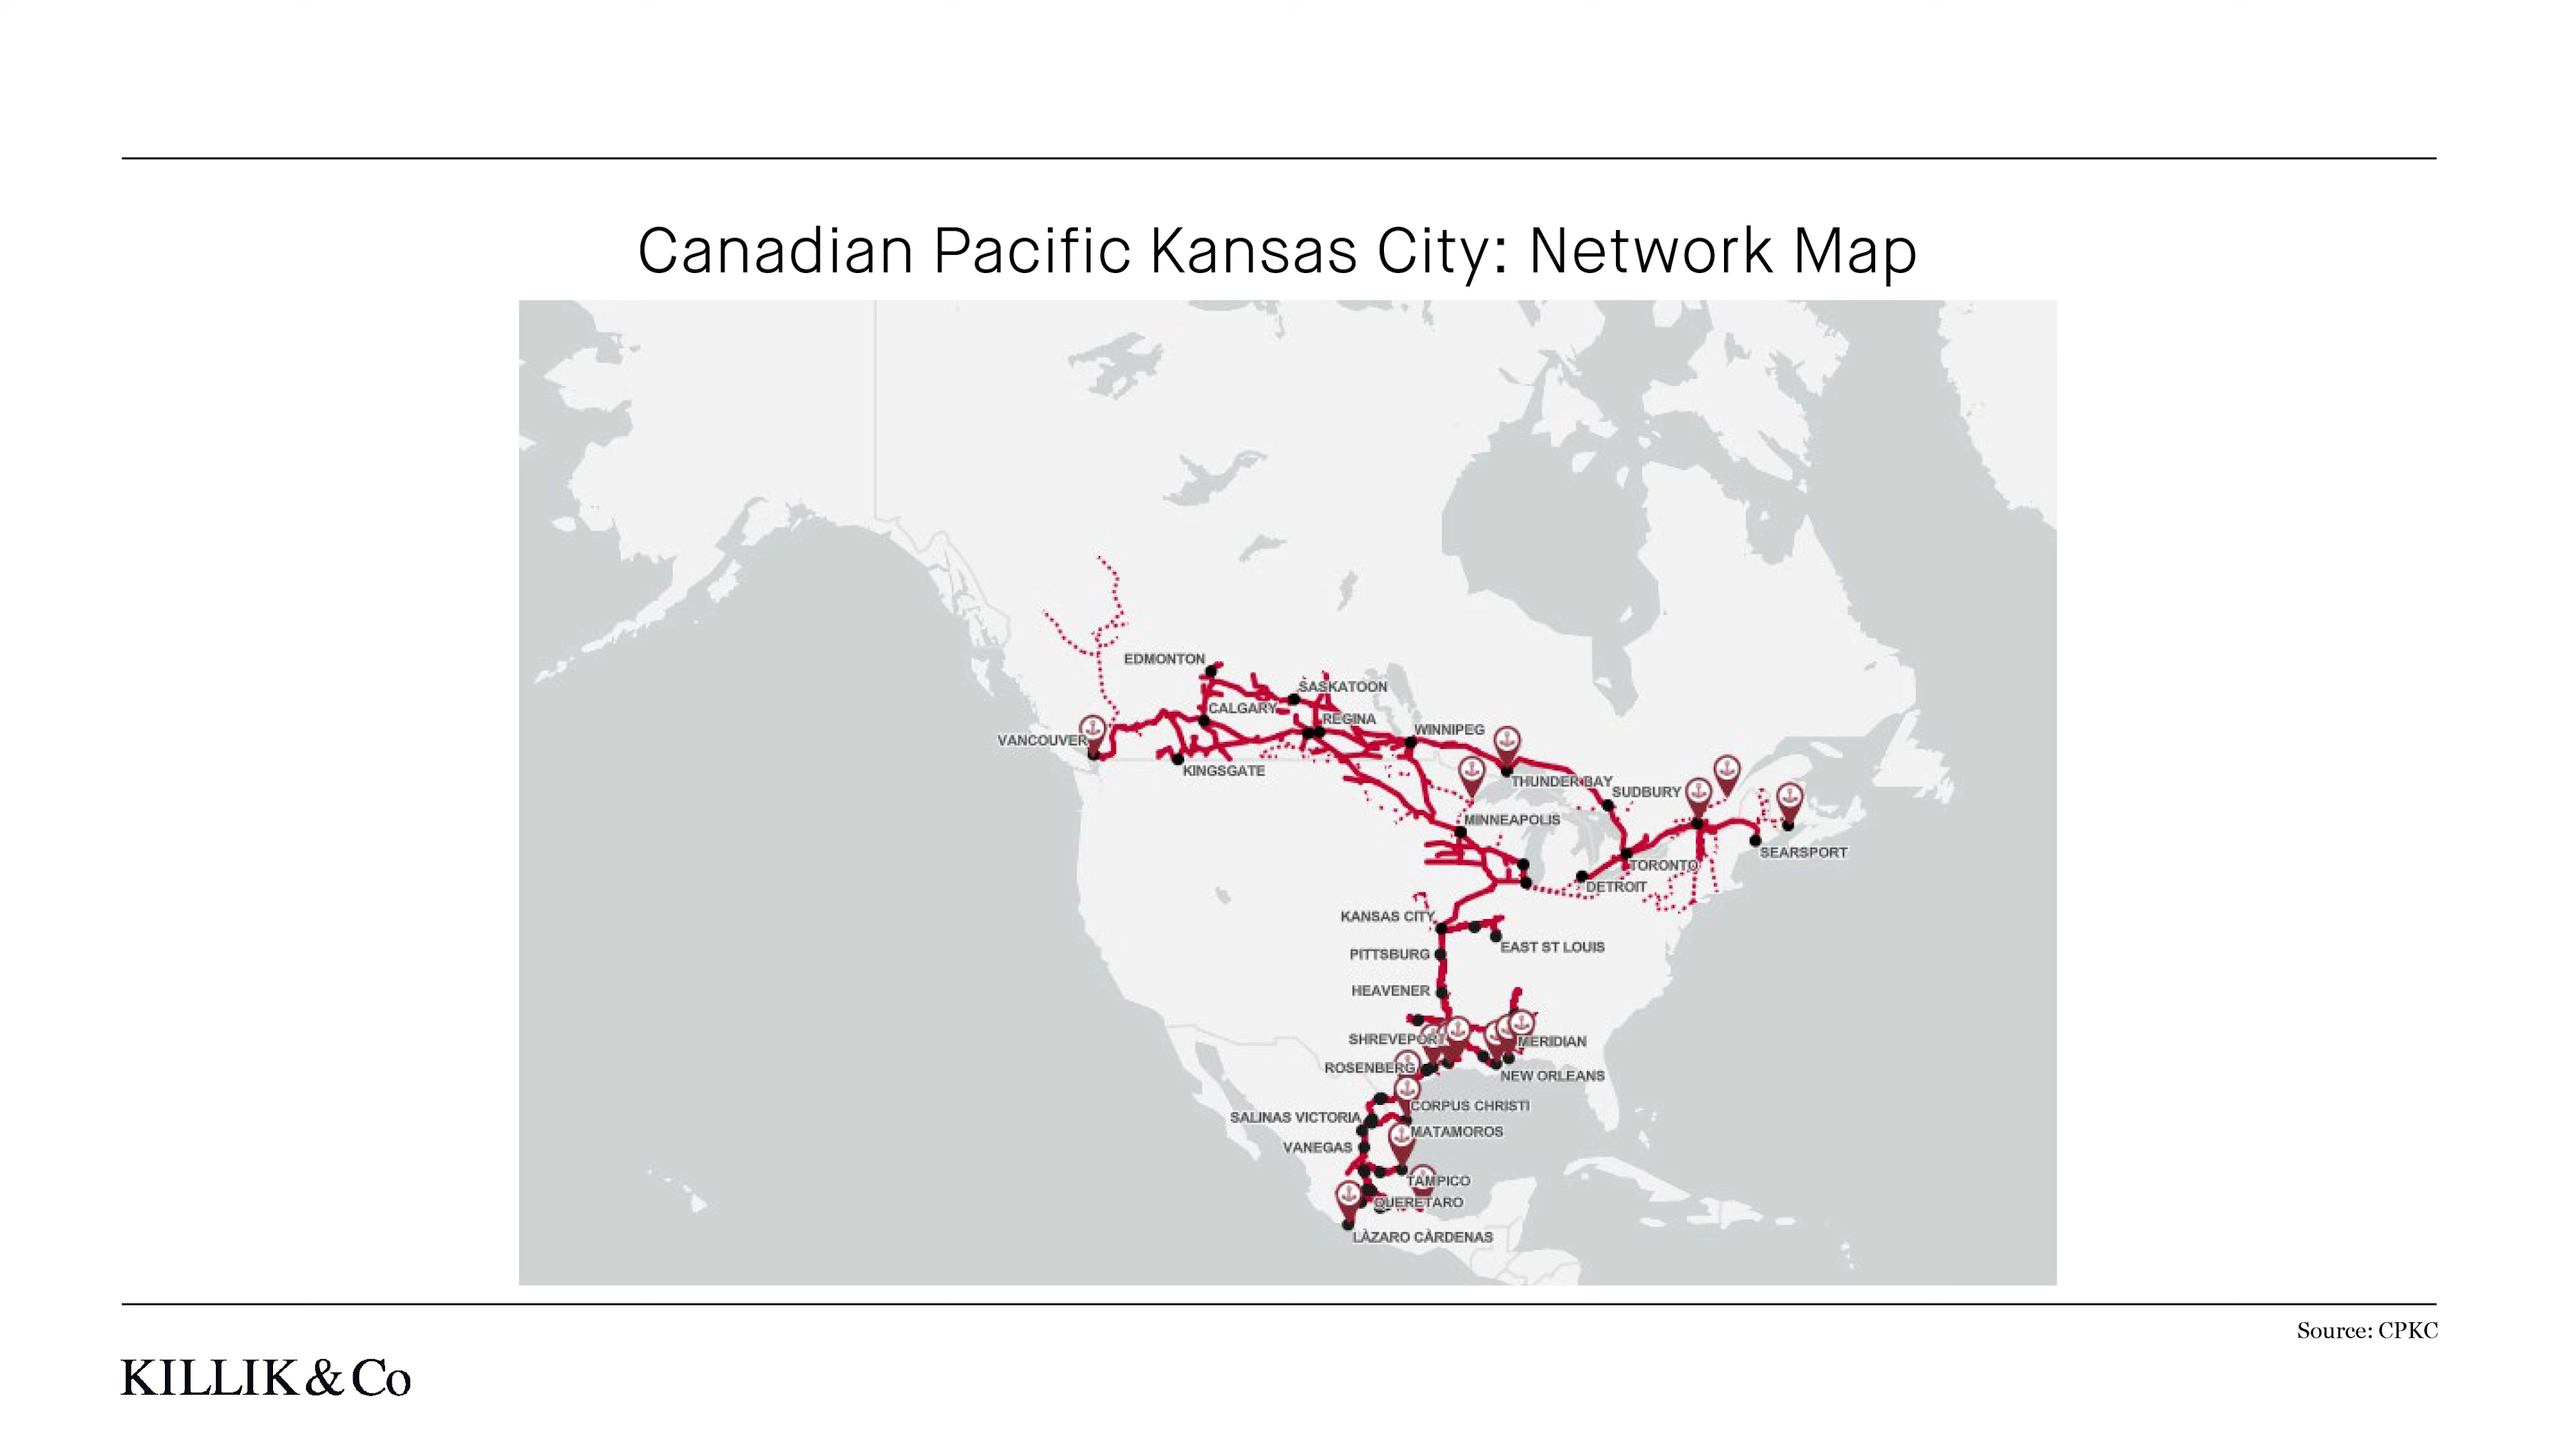 Canadian Pacific Kansas City: Network Map
EDMONTON
SASKATOON
CALGARY
REGINA
WINNIPEG
VANCOUVER
KINGSGATE
THUNDER BAY
SUDBURY
MINNEAPOLIS
SEARSPORT
TORONTO
DETROIT
KANSAS CITY
EAST ST LOUIS
PITTSBURG
HEAVENER
SHREVEPORT
MERIDIAN
ROSENBERG
NEW ORLEANS
CORPUS CHRISTI
SALINAS VICTORIA
MATAMOROS
VANEGAS
TAMPICO
QUERETARO
LÀZARO CÀRDENAS
Source: CPKC
KILLIK & Co